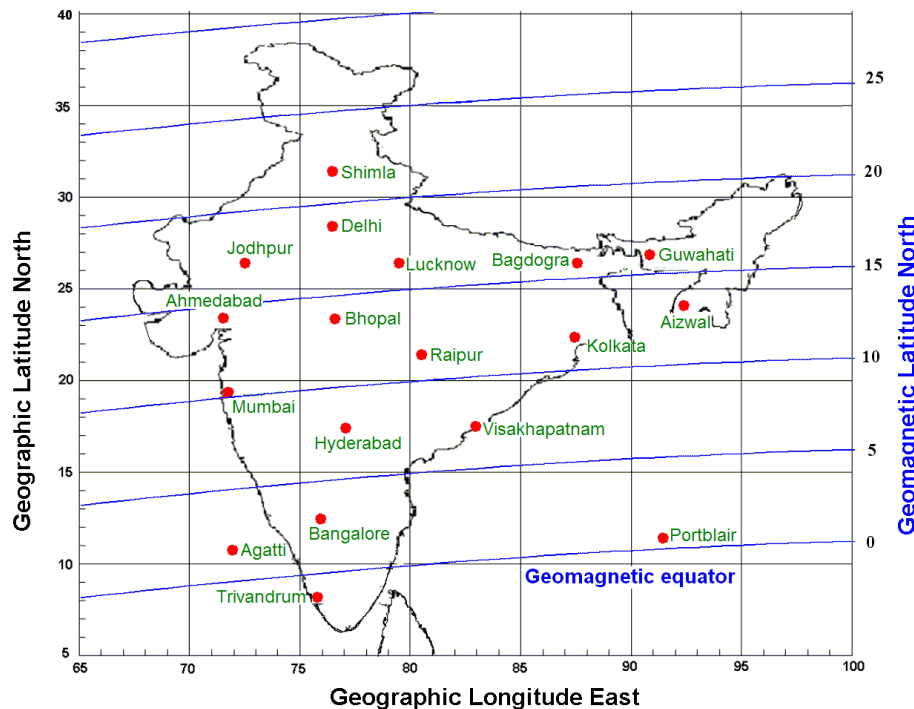 40
35
30
25
20
15
10
5
65
70
75
80
85
90
95
100
25
20
15
10
5
0
Shimla
Delhi
Jodhpur
Lucknow
Bagdogra
Guwahati
Ahmedabad
Bhopal
Aizwal
Kolkata
Raipur
Mumbai
Hyderabad
Visakhapatnam
Bangalore
Agatti
Portblair
Trivandrum
Geomagnetic equator
Geographic Latitude North
Geomagnetic Latitude North
Geographic Longitude East